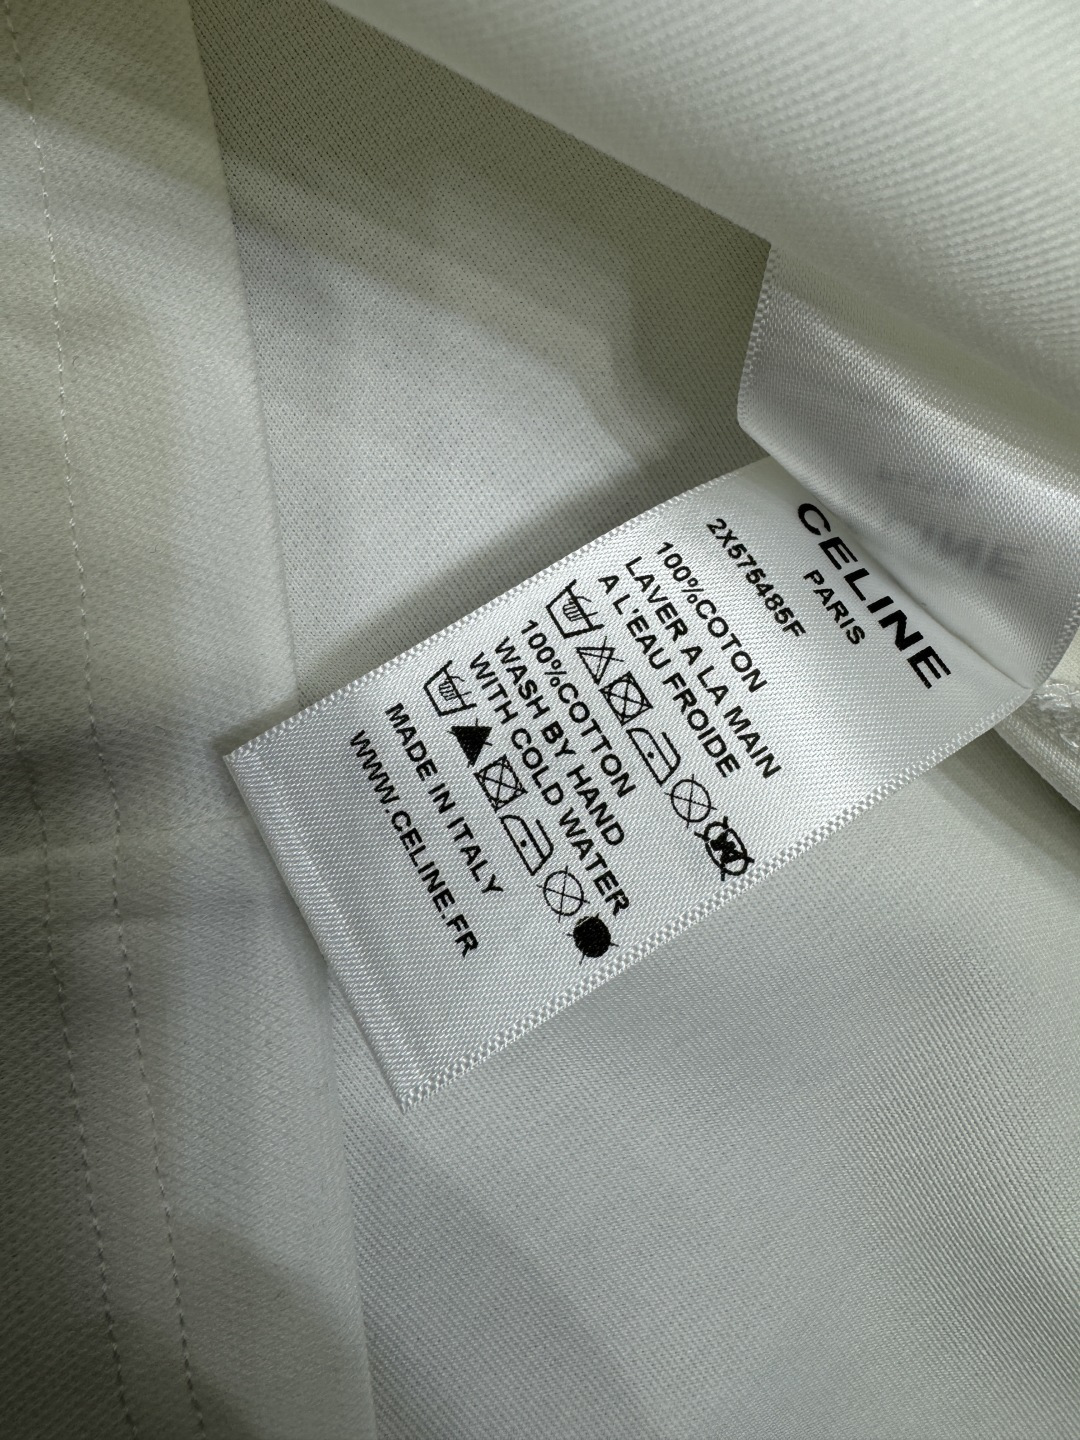 CELINE
PARIS
2X575485F
100%COTON
LAVER A LA MAIN
A L'EAU FROIDE
100%COTTON
WASH BY HAND
WITH COLD WATER
MADE IN ITALY
WWW.CELINE.FR